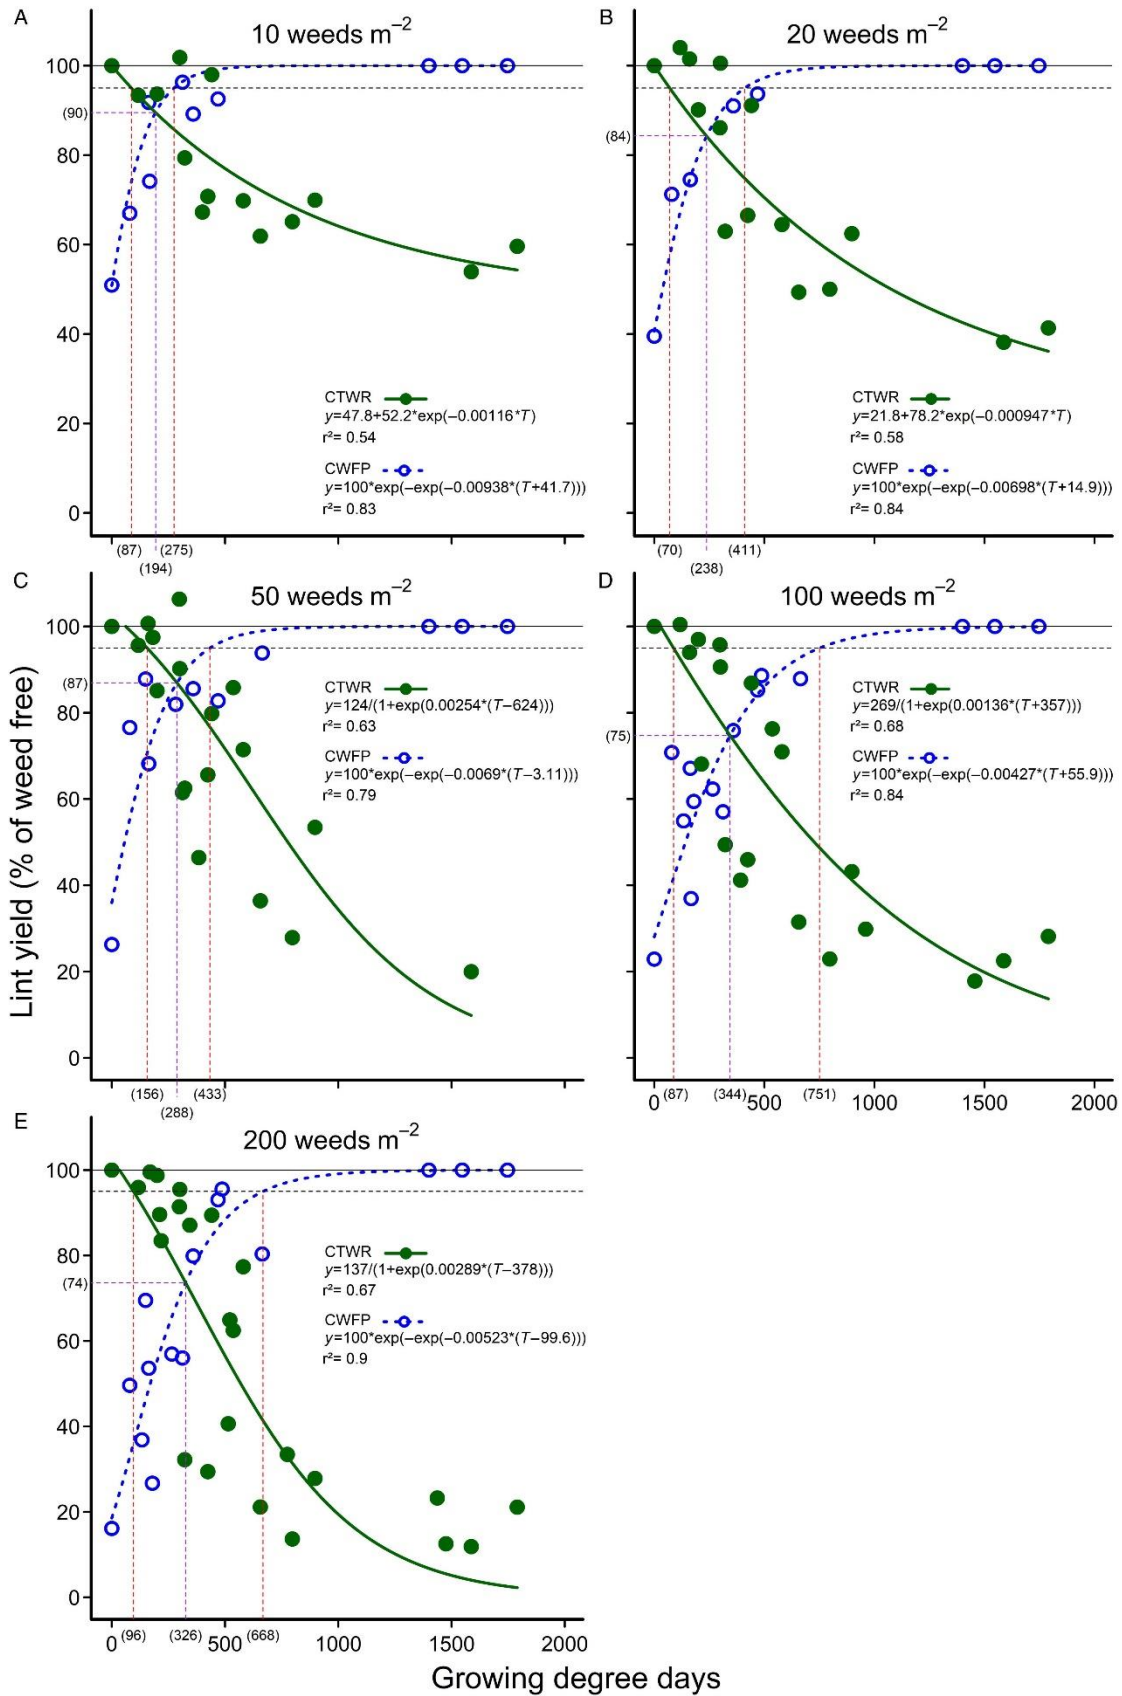 Lint yield (% of weed free)
A
10 weeds m⁻²
100
80
60
40
20
0
(90)
CTWR
y=47.8+52.2*exp(−0.00116*T)
r²= 0.54
CWFP
y=100*exp(−exp(−0.00938*(T+41.7)))
r²= 0.83
(87) (275)
(194)
B
20 weeds m⁻²
(84)
CTWR
y=21.8+78.2*exp(−0.000947*T)
r²= 0.58
CWFP
y=100*exp(−exp(−0.00698*(T+14.9)))
r²= 0.84
(70) (411)
(238)
C
50 weeds m⁻²
100
80
60
40
20
0
(87)
CTWR
y=124/(1+exp(0.00254*(T−624)))
r²= 0.63
CWFP
y=100*exp(−exp(−0.0069*(T−3.11)))
r²= 0.79
(156) (433)
(288)
D
100 weeds m⁻²
(75)
CTWR
y=269/(1+exp(0.00136*(T+357)))
r²= 0.68
CWFP
y=100*exp(−exp(−0.00427*(T+55.9)))
r²= 0.84
0 (87) (344) 500 (751) 1000 1500 2000
E
200 weeds m⁻²
100
80
60
40
20
0
(74)
CTWR
y=137/(1+exp(0.00289*(T−378)))
r²= 0.67
CWFP
y=100*exp(−exp(−0.00523*(T−99.6)))
r²= 0.9
0 (96) (326) 500 (668) 1000 1500 2000
Growing degree days